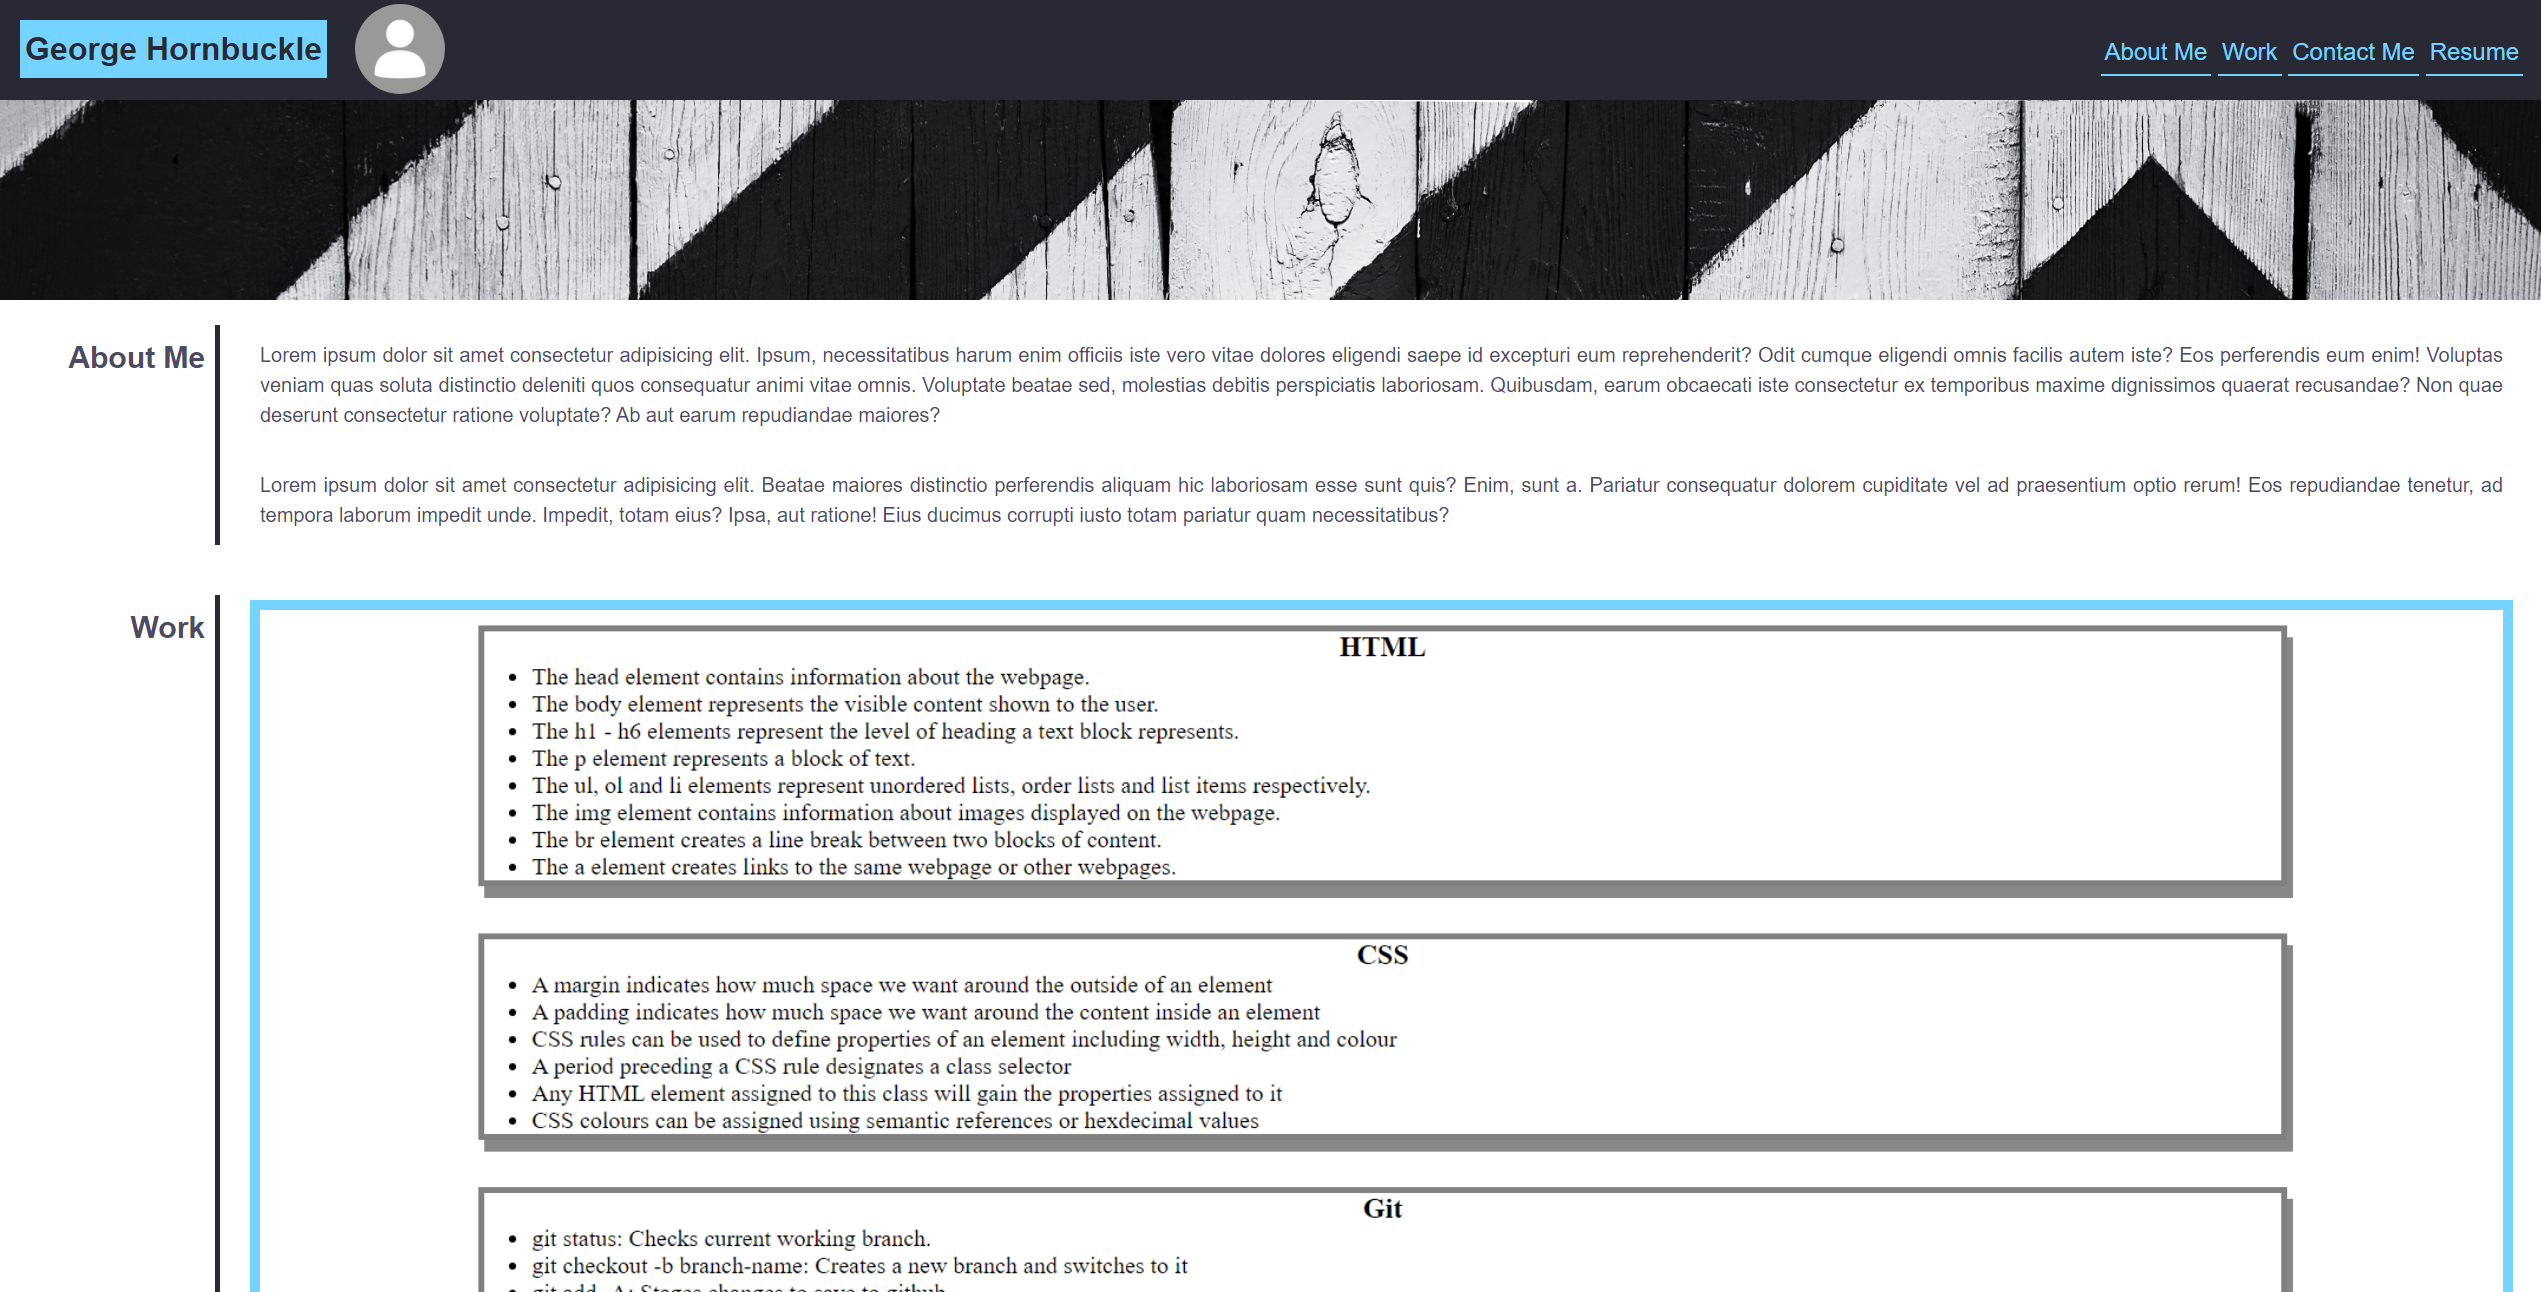 George Hornbuckle
About Me Work Contact Me Resume
About Me
Lorem ipsum dolor sit amet consectetur adipisicing elit. Ipsum, necessitatibus harum enim officiis iste vero vitae dolores eligendi saepe id excepturi eum reprehenderit? Odit cumque eligendi omnis facilis autem iste? Eos perferendis eum enim! Voluptas
veniam quas soluta distinctio deleniti quos consequatur animi vitae omnis. Voluptate beatae sed, molestias debitis perspiciatis laboriosam. Quibusdam, earum obcaecati iste consectetur ex temporibus maxime dignissimos quaerat recusandae? Non quae
deserunt consectetur ratione voluptate? Ab aut earum repudiandae maiores?
Lorem ipsum dolor sit amet consectetur adipisicing elit. Beatae maiores distinctio perferendis aliquam hic laboriosam esse sunt quis? Enim, sunt a. Pariatur consequatur dolorem cupiditate vel ad praesentium optio rerum! Eos repudiandae tenetur, ad
tempora laborum impedit unde. Impedit, totam eius? Ipsa, aut ratione! Eius ducimus corrupti iusto totam pariatur quam necessitatibus?
Work
HTML
• The head element contains information about the webpage.
• The body element represents the visible content shown to the user.
• The h1 - h6 elements represent the level of heading a text block represents.
• The p element represents a block of text.
• The ul, ol and li elements represent unordered lists, order lists and list items respectively.
• The img element contains information about images displayed on the webpage.
• The br element creates a line break between two blocks of content.
• The a element creates links to the same webpage or other webpages.
CSS
• A margin indicates how much space we want around the outside of an element
• A padding indicates how much space we want around the content inside an element
• CSS rules can be used to define properties of an element including width, height and colour
• A period preceding a CSS rule designates a class selector
• Any HTML element assigned to this class will gain the properties assigned to it
• CSS colours can be assigned using semantic references or hexdecimal values
Git
• git status: Checks current working branch.
• git checkout -b branch-name: Creates a new branch and switches to it
• git add -A: Stages changes to save to github